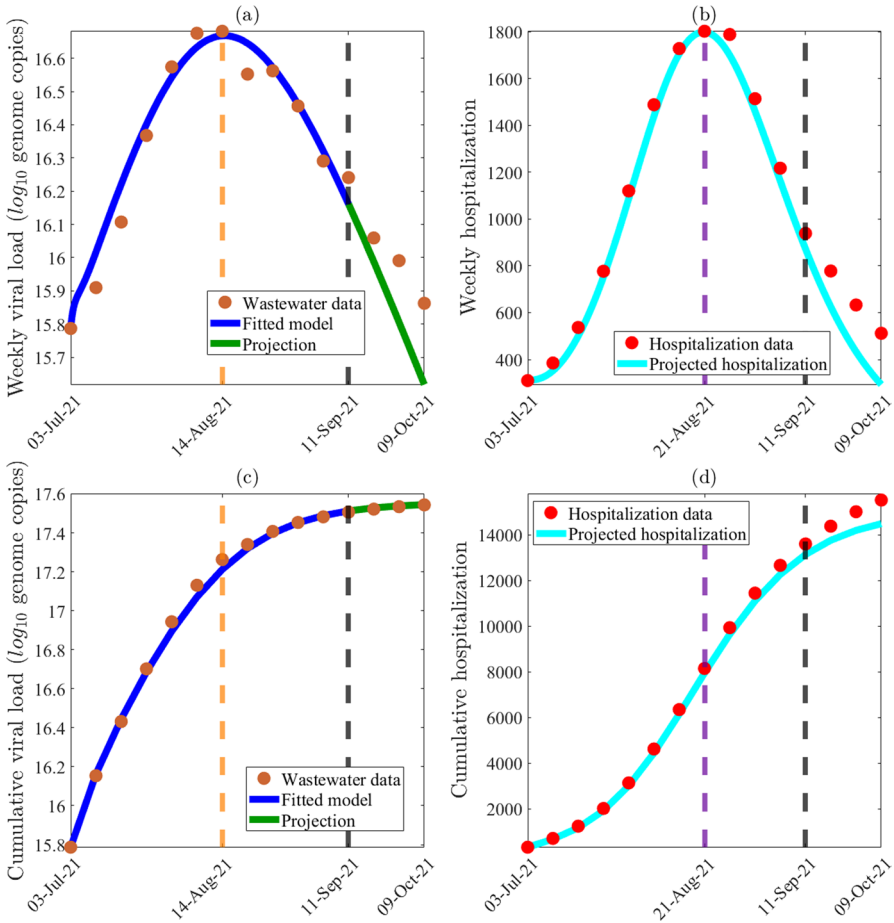 (a)
Weekly viral load (log10 genome copies)
16.6
16.5
16.4
16.3
16.2
16.1
16
15.9
15.8
15.7
Wastewater data
Fitted model
Projection
03-Jul-21
14-Aug-21
11-Sep-21
09-Oct-21
(b)
Weekly hospitalization
1800
1600
1400
1200
1000
800
600
400
Hospitalization data
Projected hospitalization
03-Jul-21
21-Aug-21
11-Sep-21
09-Oct-21
(c)
Cumulative viral load (log10 genome copies)
17.6
17.4
17.2
17
16.8
16.6
16.4
16.2
16
15.8
Wastewater data
Fitted model
Projection
03-Jul-21
14-Aug-21
11-Sep-21
09-Oct-21
(d)
Cumulative hospitalization
14000
12000
10000
8000
6000
4000
2000
Hospitalization data
Projected hospitalization
03-Jul-21
21-Aug-21
11-Sep-21
09-Oct-21